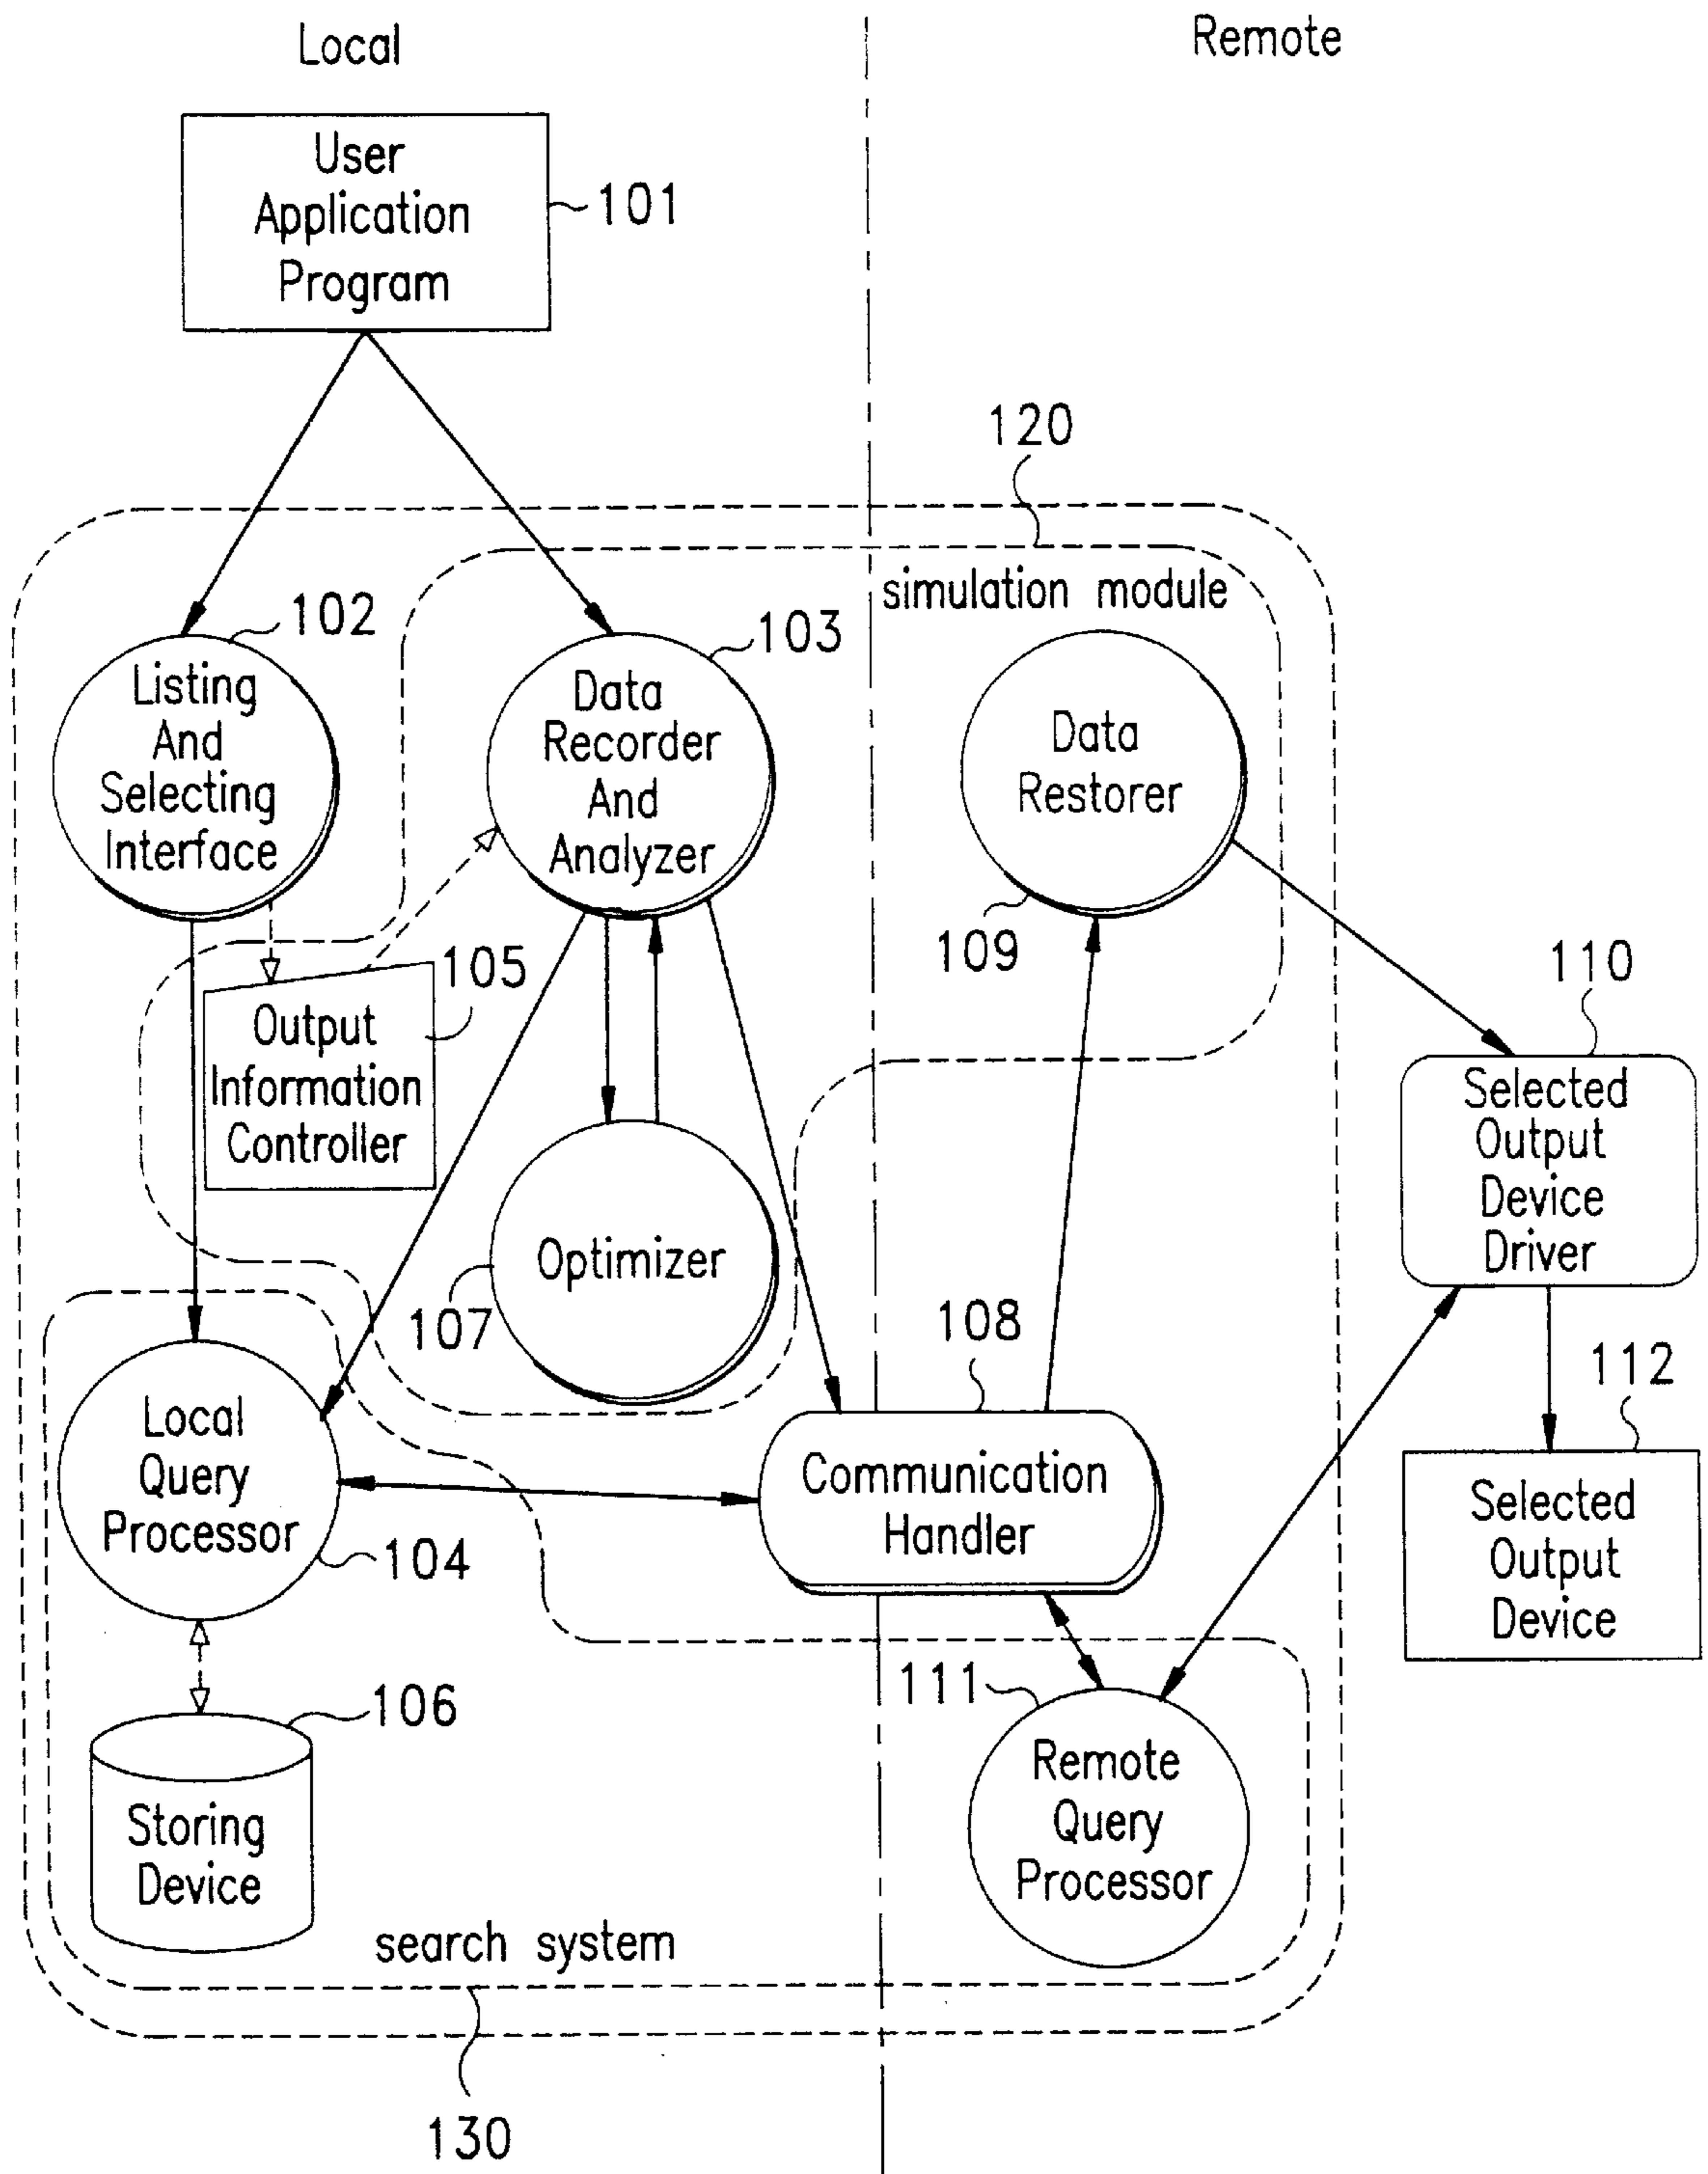 Local
Remote
User
Application
Program
101
120
simulation module
102
Listing
And
Selecting
Interface
103
Data
Recorder
And
Analyzer
Data
Restorer
109
105
Output
Information
Controller
110
Selected
Output
Device
Driver
Optimizer
107
108
Communication
Handler
112
Selected
Output
Device
Local
Query
Processor
104
106
Storing
Device
111
Remote
Query
Processor
search system
130